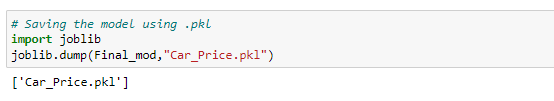 # Saving the model using .pkl
import joblib
joblib.dump(Final_mod,"Car_Price.pkl")
['Car_Price.pkl']